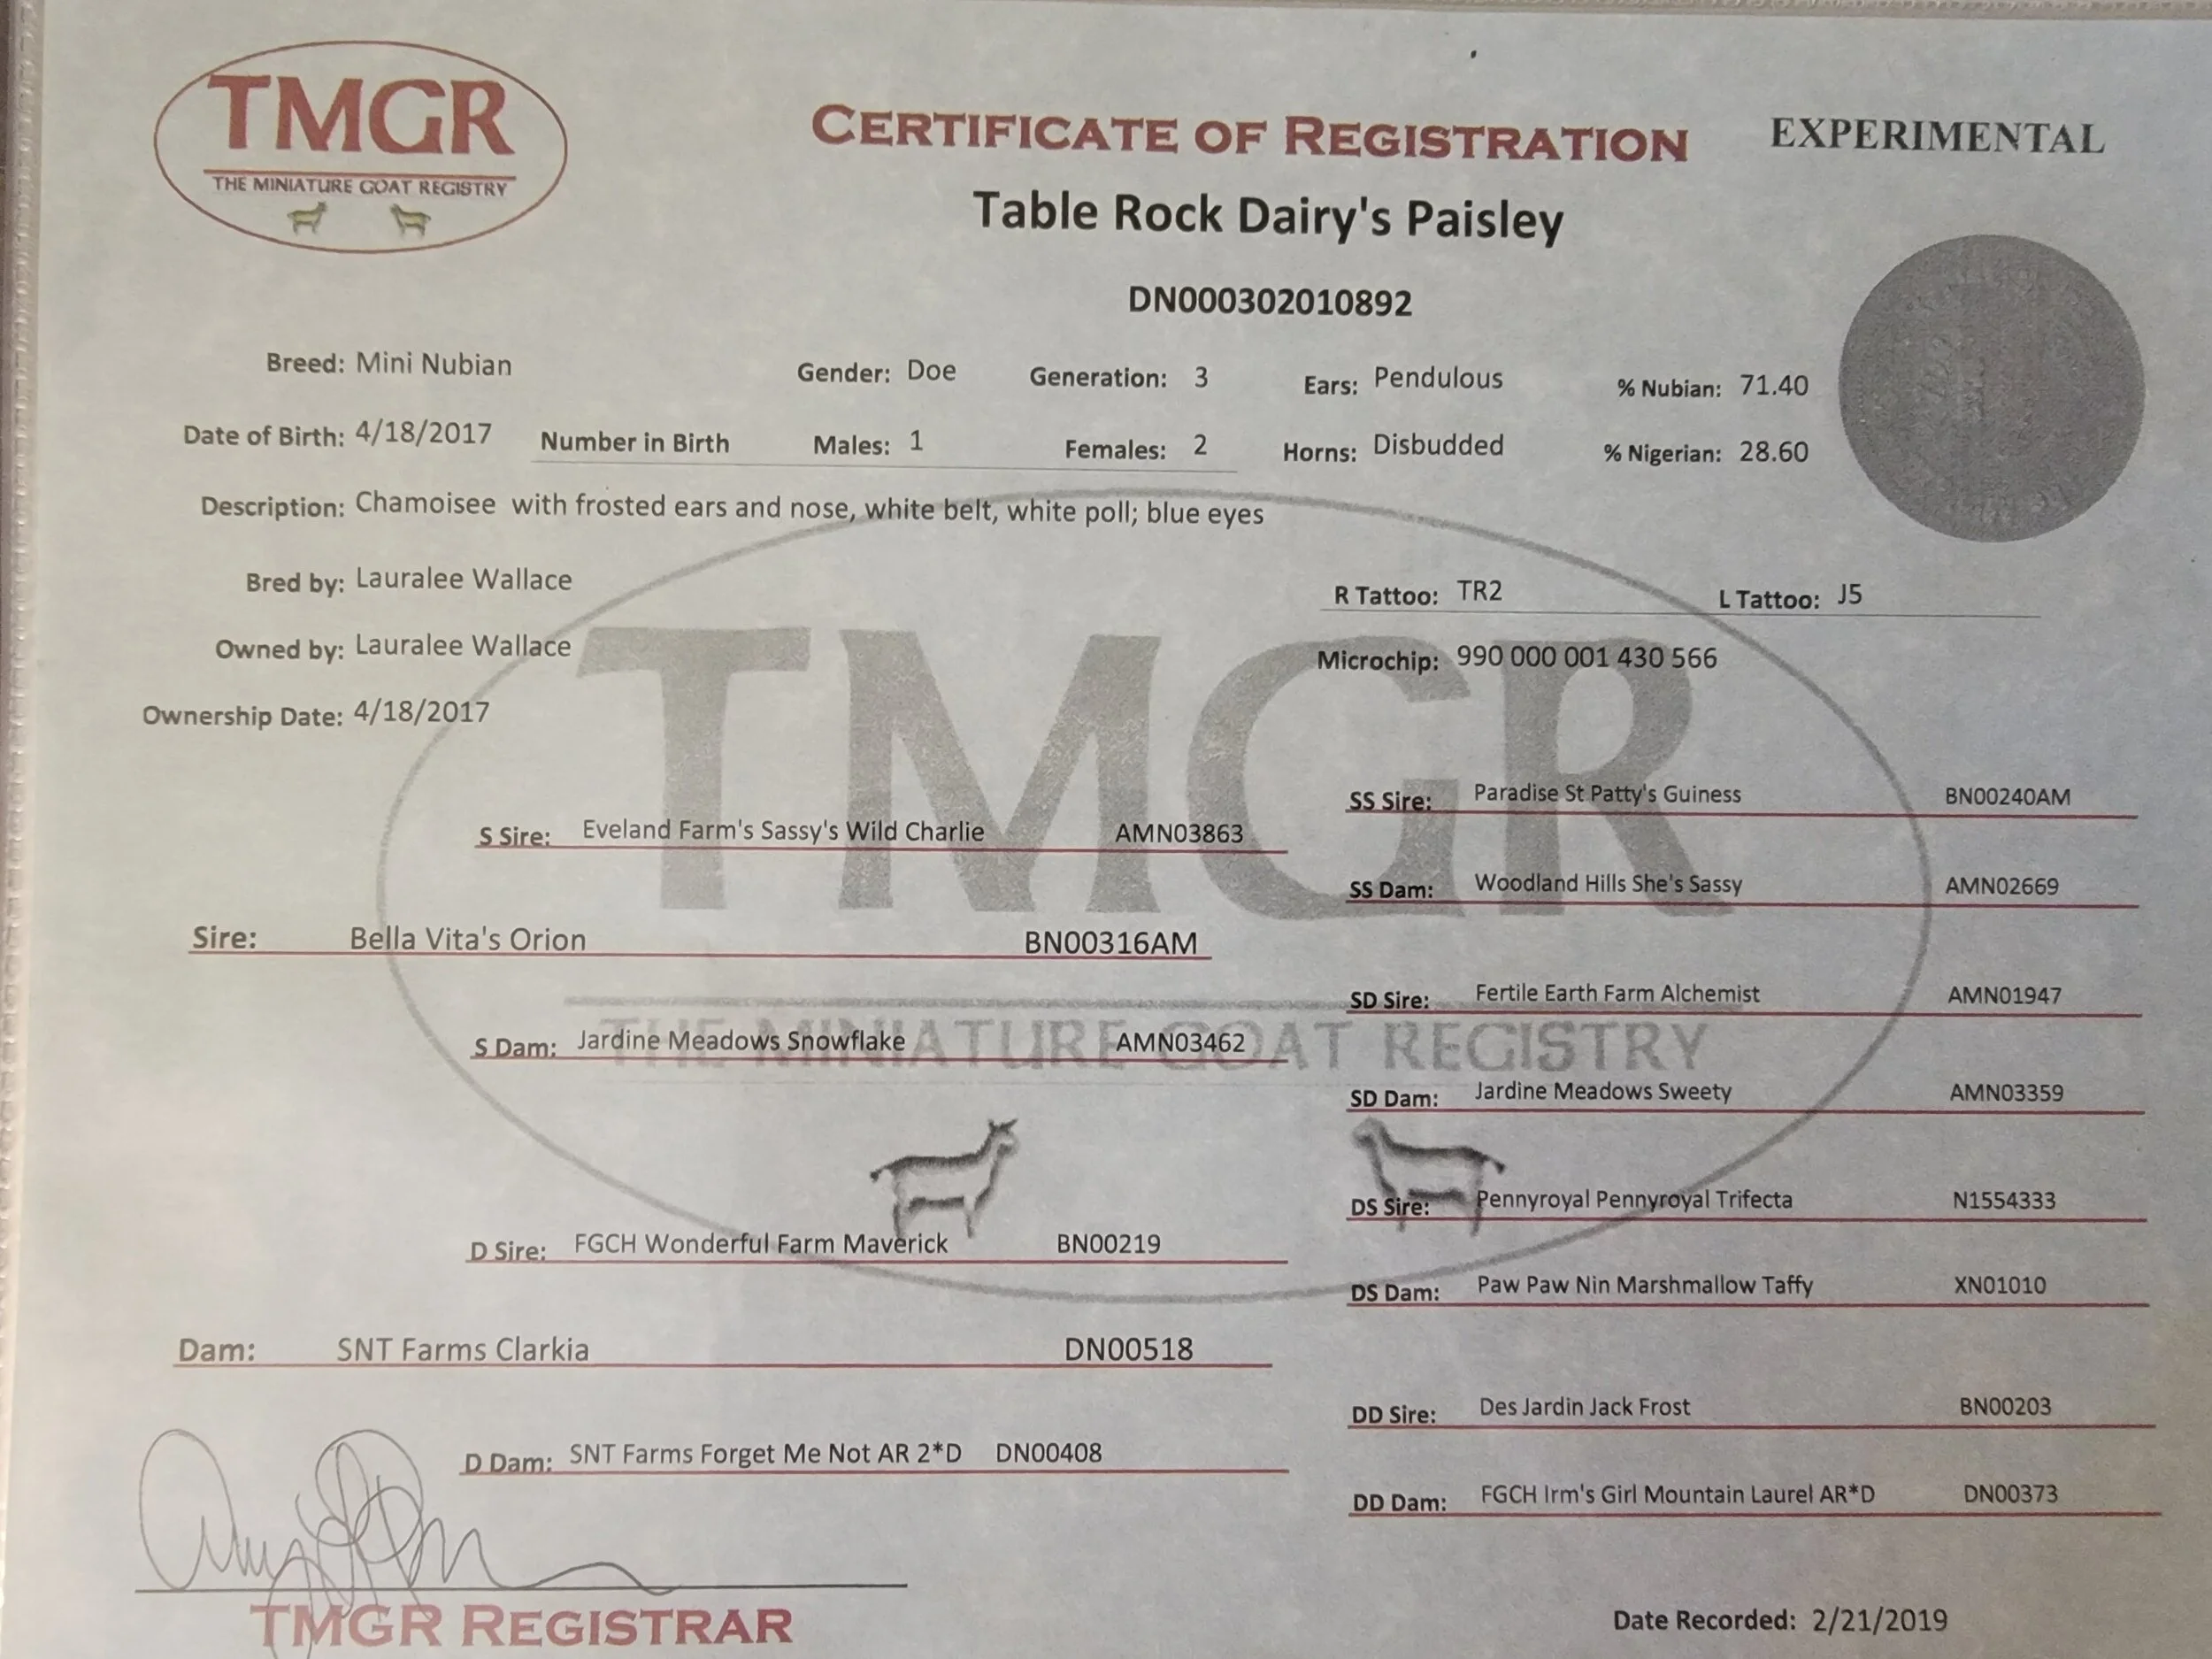 TMGR
THE MINIATURE GOAT REGISTRY
CERTIFICATE OF REGISTRATION
EXPERIMENTAL
Table Rock Dairy's Paisley
DN000302010892
Breed: Mini Nubian Gender: Doe Generation: 3 Ears: Pendulous % Nubian: 71.40
Date of Birth: 4/18/2017 Number in Birth Males: 1 Females: 2 Horns: Disbudded % Nigerian: 28.60
Description: Chamoisee with frosted ears and nose, white belt, white poll; blue eyes
Bred by: Lauralee Wallace R Tattoo: TR2 L Tattoo: J5
Owned by: Lauralee Wallace Microchip: 990 000 001 430 566
Ownership Date: 4/18/2017
TMGR
THE MINIATURE GOAT REGISTRY
SS Sire: Paradise St Patty's Guiness BN00240AM
S Sire: Eveland Farm's Sassy's Wild Charlie AMN03863
SS Dam: Woodland Hills She's Sassy AMN02669
Sire: Bella Vita's Orion BN00316AM
SD Sire: Fertile Earth Farm Alchemist AMN01947
S Dam: Jardine Meadows Snowflake AMN03462
SD Dam: Jardine Meadows Sweety AMN03359
DS Sire: Pennyroyal Pennyroyal Trifecta N1554333
D Sire: FGCH Wonderful Farm Maverick BN00219
DS Dam: Paw Paw Nin Marshmallow Taffy XN01010
Dam: SNT Farms Clarkia DN00518
DD Sire: Des Jardin Jack Frost BN00203
D Dam: SNT Farms Forget Me Not AR 2*D DN00408
DD Dam: FGCH Irm's Girl Mountain Laurel AR*D DN00373
TMGR REGISTRAR
Date Recorded: 2/21/2019